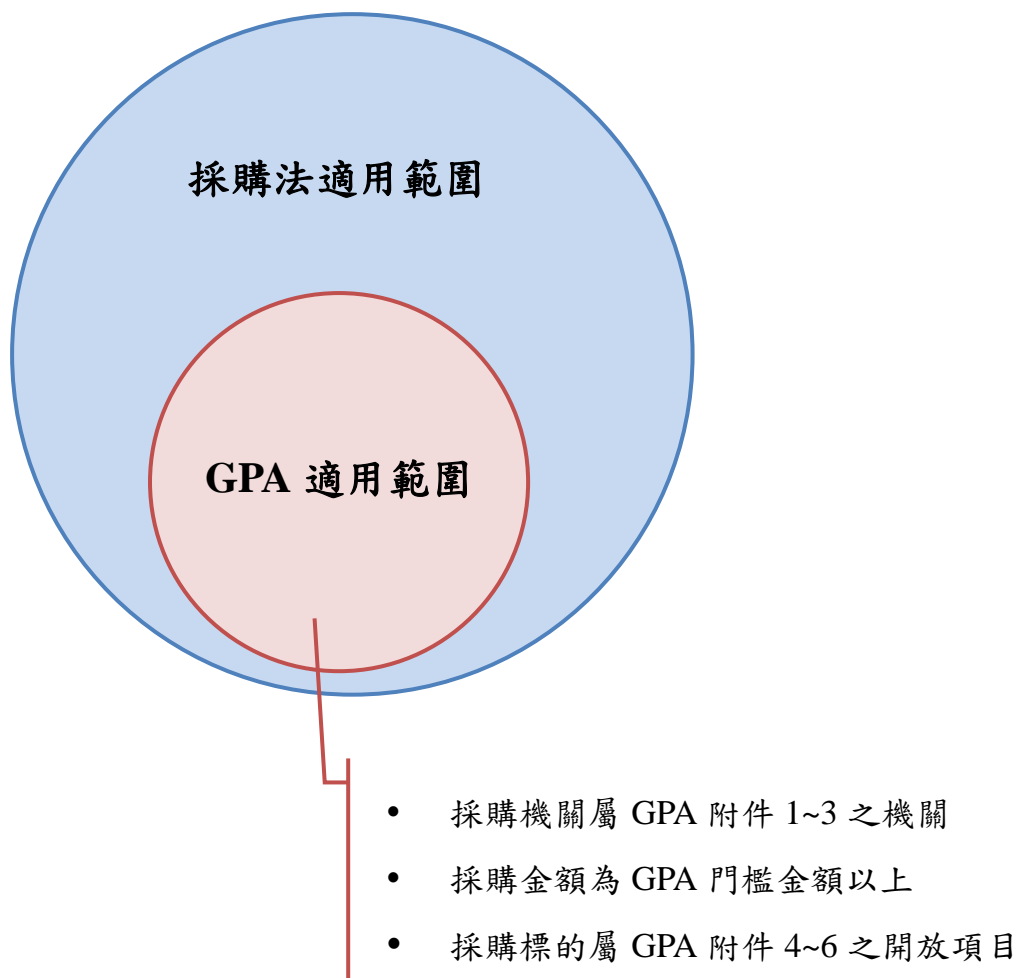 採購法適用範圍
GPA 適用範圍
• 採購機關屬 GPA 附件 1~3 之機關
• 採購金額為 GPA 門檻金額以上
• 採購標的屬 GPA 附件 4~6 之開放項目